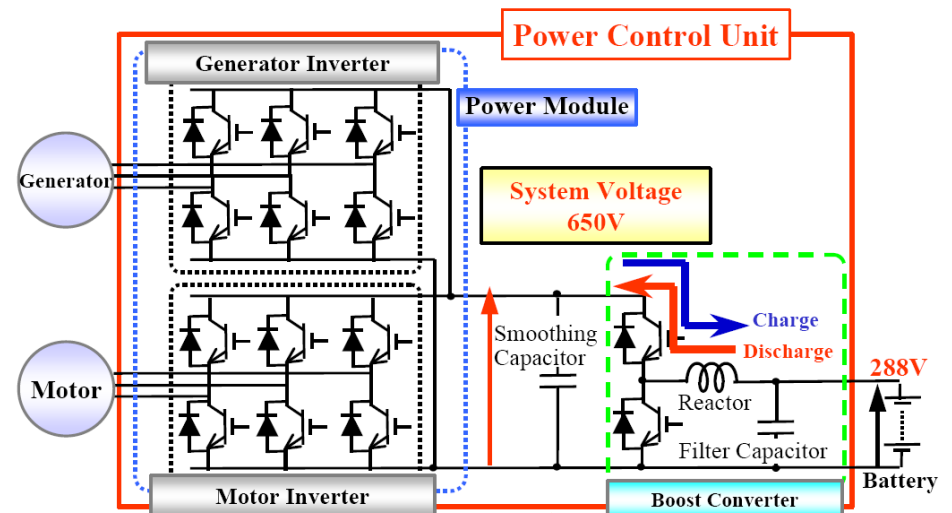 Power Control Unit
Generator Inverter
Power Module
Generator
System Voltage
650V
Charge
Discharge
Smoothing
Capacitor
Motor
288V
Reactor
Filter Capacitor
Battery
Motor Inverter
Boost Converter